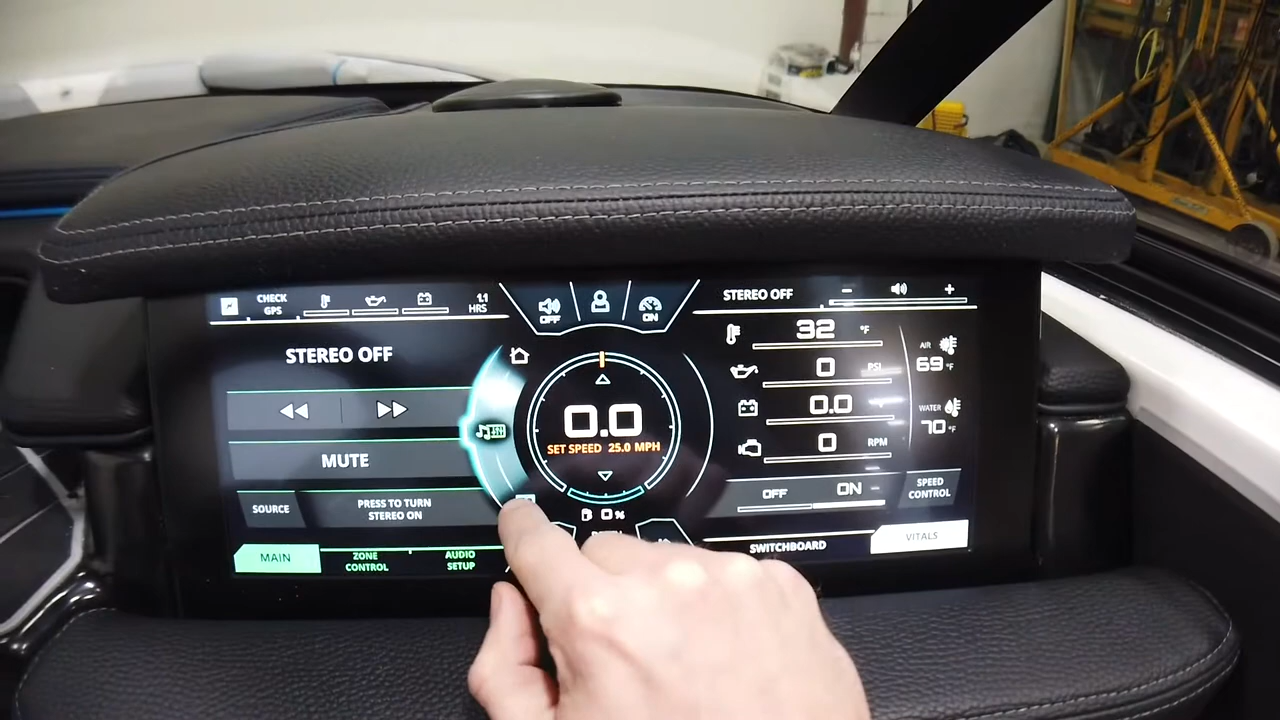 CHECK
GPS
1.1
HRS
OFF
ON
STEREO OFF
STEREO OFF
MUTE
SOURCE
PRESS TO TURN
STEREO ON
MAIN
ZONE
CONTROL
AUDIO
SETUP
0.0
SET SPEED 25.0 MPH
0%
32 °F
0 PSI
0.0
0 RPM
AIR
69 °F
WATER
70 °F
OFF ON
SPEED
CONTROL
SWITCHBOARD
VITALS